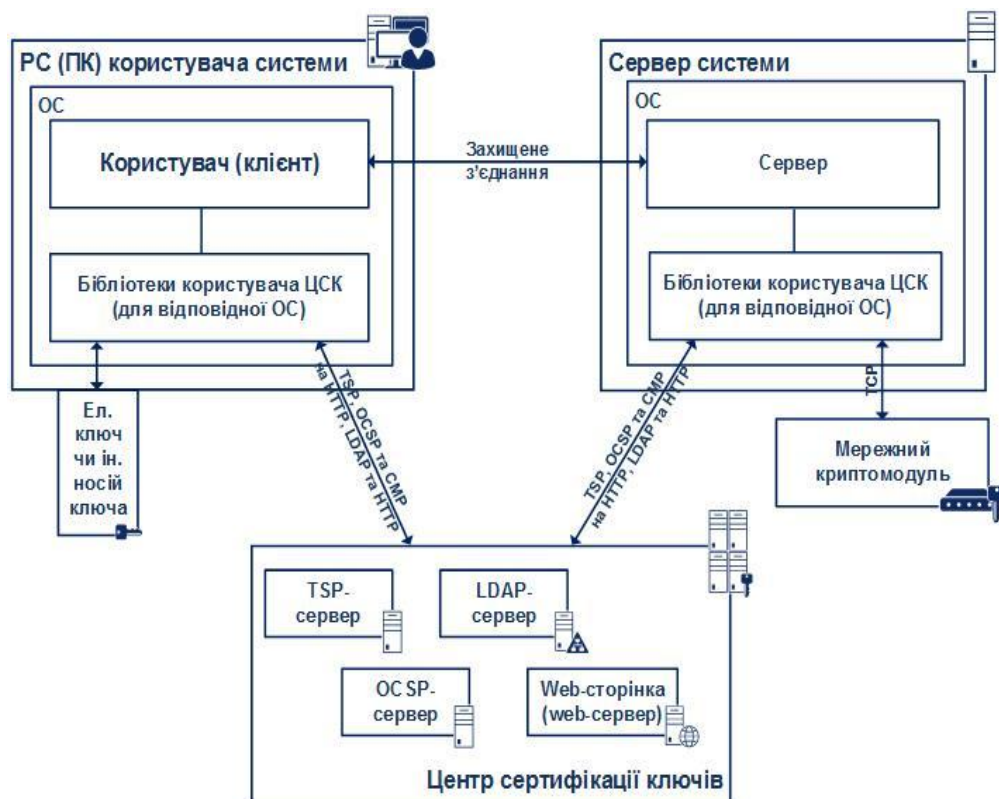 РС (ПК) користувача системи
ОС
Користувач (клієнт)
Бібліотеки користувача ЦСК
(для відповідної ОС)
Захищене
з'єднання
Сервер системи
ОС
Сервер
Бібліотеки користувача ЦСК
(для відповідної ОС)
Ел.
ключ
чи ін.
носій
ключа
TSP, OCSP та CMP
на HTTP, LDAP та HTTP
TSP, OCSP та CMP
на HTTP, LDAP та HTTP
TCP
Мережний
криптомодуль
TSP-
сервер
LDAP-
сервер
OCSP-
сервер
Web-сторінка
(web-сервер)
Центр сертифікації ключів